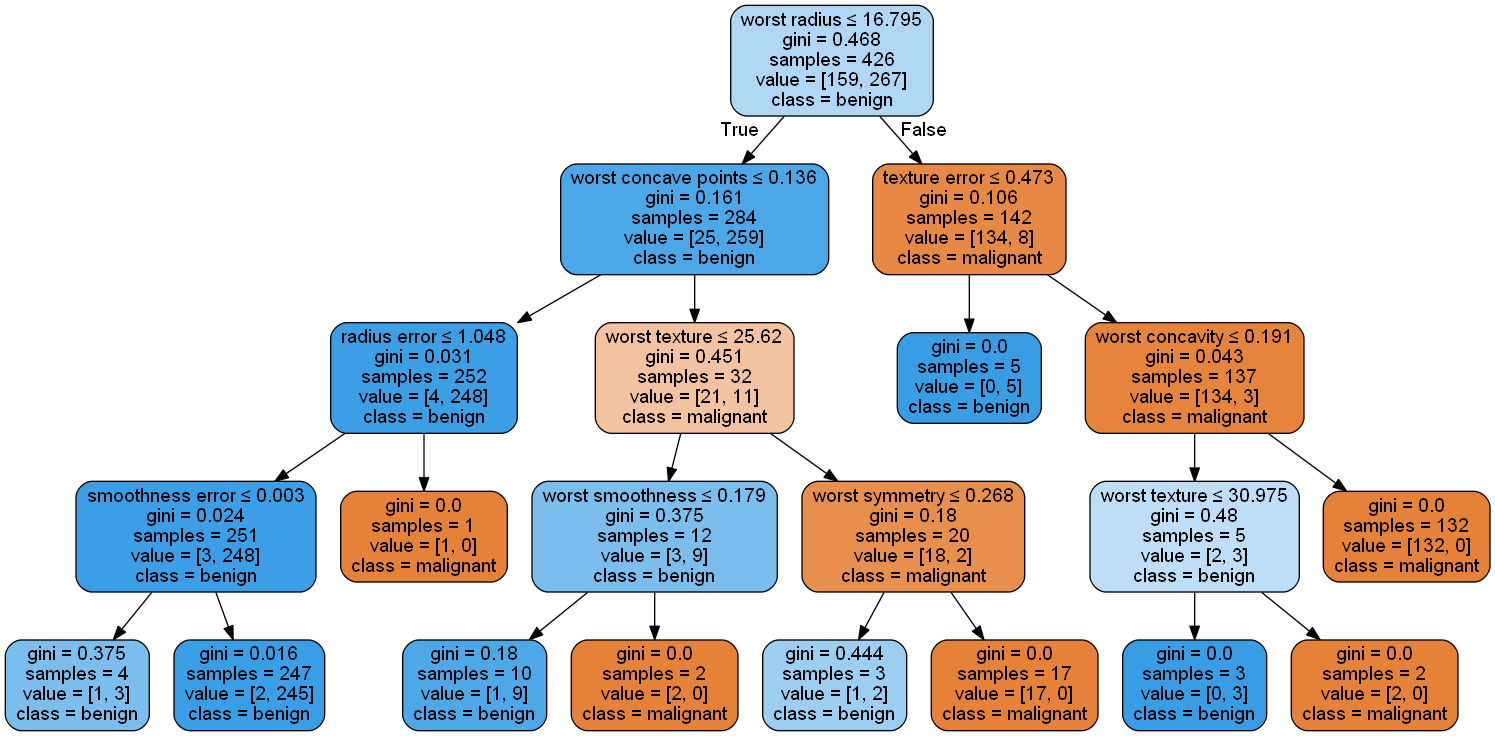 worst radius ≤ 16.795
gini = 0.468
samples = 426
value = [159, 267]
class = benign
True
False
worst concave points ≤ 0.136
gini = 0.161
samples = 284
value = [25, 259]
class = benign
texture error ≤ 0.473
gini = 0.106
samples = 142
value = [134, 8]
class = malignant
radius error ≤ 1.048
gini = 0.031
samples = 252
value = [4, 248]
class = benign
worst texture ≤ 25.62
gini = 0.451
samples = 32
value = [21, 11]
class = malignant
gini = 0.0
samples = 5
value = [0, 5]
class = benign
worst concavity ≤ 0.191
gini = 0.043
samples = 137
value = [134, 3]
class = malignant
smoothness error ≤ 0.003
gini = 0.024
samples = 251
value = [3, 248]
class = benign
gini = 0.0
samples = 1
value = [1, 0]
class = malignant
worst smoothness ≤ 0.179
gini = 0.375
samples = 12
value = [3, 9]
class = benign
worst symmetry ≤ 0.268
gini = 0.18
samples = 20
value = [18, 2]
class = malignant
worst texture ≤ 30.975
gini = 0.48
samples = 5
value = [2, 3]
class = benign
gini = 0.0
samples = 132
value = [132, 0]
class = malignant
gini = 0.375
samples = 4
value = [1, 3]
class = benign
gini = 0.016
samples = 247
value = [2, 245]
class = benign
gini = 0.18
samples = 10
value = [1, 9]
class = benign
gini = 0.0
samples = 2
value = [2, 0]
class = malignant
gini = 0.444
samples = 3
value = [1, 2]
class = benign
gini = 0.0
samples = 17
value = [17, 0]
class = malignant
gini = 0.0
samples = 3
value = [0, 3]
class = benign
gini = 0.0
samples = 2
value = [2, 0]
class = malignant